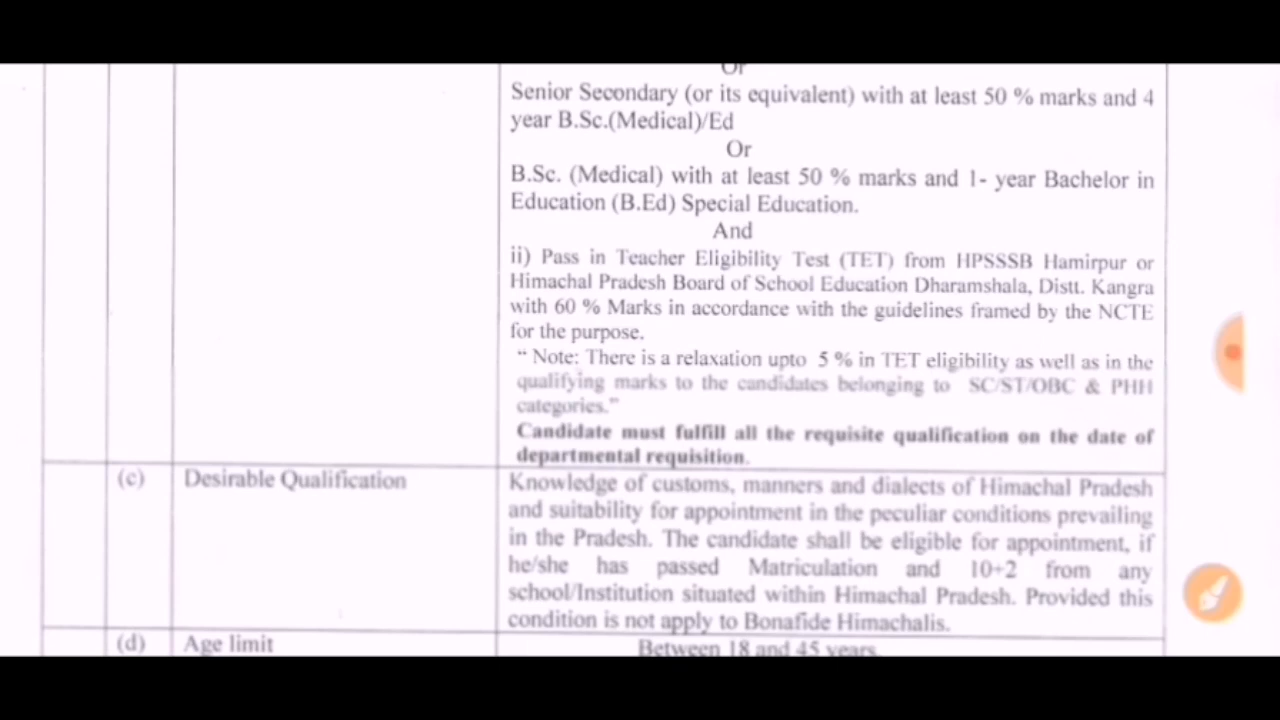 Or
Senior Secondary (or its equivalent) with at least 50 % marks and 4
year B.Sc.(Medical)/Ed
Or
B.Sc. (Medical) with at least 50 % marks and 1- year Bachelor in
Education (B.Ed) Special Education.
And
ii) Pass in Teacher Eligibility Test (TET) from HPSSSB Hamirpur or
Himachal Pradesh Board of School Education Dharamshala, Distt. Kangra
with 60 % Marks in accordance with the guidelines framed by the NCTE
for the purpose.
“ Note: There is a relaxation upto 5 % in TET eligibility as well as in the
qualifying marks to the candidates belonging to SC/ST/OBC & PHH
categories.”
Candidate must fulfill all the requisite qualification on the date of
departmental requisition.
(c) Desirable Qualification
Knowledge of customs, manners and dialects of Himachal Pradesh
and suitability for appointment in the peculiar conditions prevailing
in the Pradesh. The candidate shall be eligible for appointment, if
he/she has passed Matriculation and 10+2 from any
school/Institution situated within Himachal Pradesh. Provided this
condition is not apply to Bonafide Himachalis.
(d) Age limit
Between 18 and 45 years